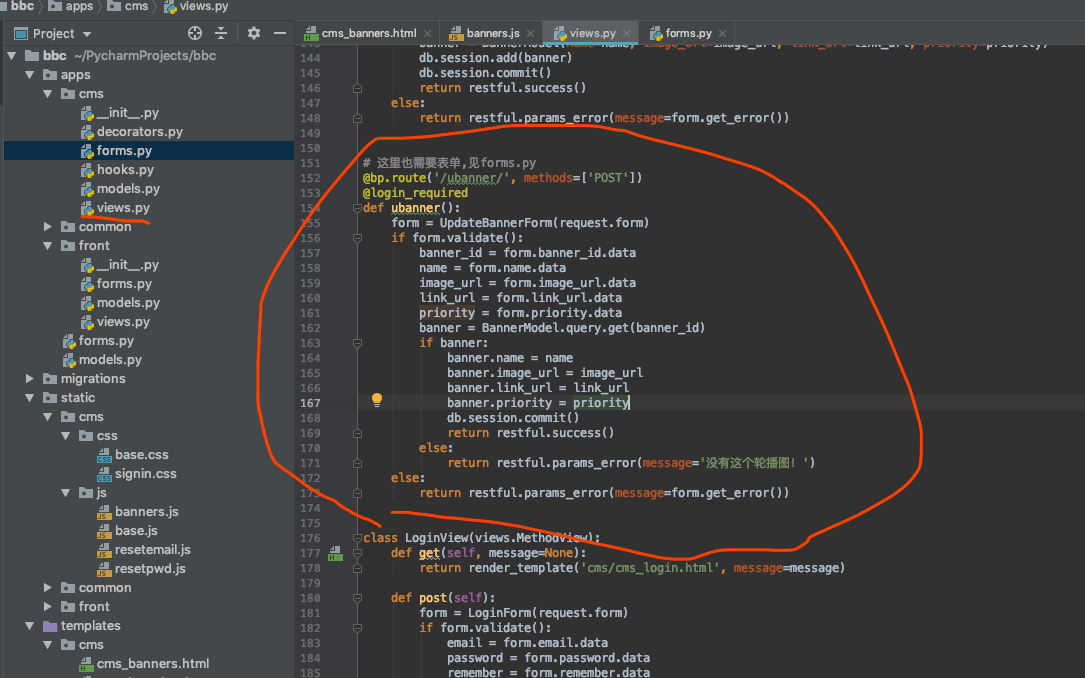 bbc apps cms views.py
Project
cms_banners.html banners.js views.py forms.py
bbc ~/PycharmProjects/bbc
apps
cms
__init__.py
decorators.py
forms.py
hooks.py
models.py
views.py
common
front
__init__.py
forms.py
models.py
views.py
forms.py
models.py
migrations
static
cms
css
base.css
signin.css
js
banners.js
base.js
resetemail.js
resetpwd.js
common
front
templates
cms
cms_banners.html
144 db.session.add(banner)
145 db.session.commit()
146 return restful.success()
147 else:
148 return restful.params_error(message=form.get_error())
149
150
151 # 这里也需要表单,见forms.py
152 @bp.route('/ubanner/', methods=['POST'])
153 @login_required
154 def ubanner():
155 form = UpdateBannerForm(request.form)
156 if form.validate():
157 banner_id = form.banner_id.data
158 name = form.name.data
159 image_url = form.image_url.data
160 link_url = form.link_url.data
161 priority = form.priority.data
162 banner = BannerModel.query.get(banner_id)
163 if banner:
164 banner.name = name
165 banner.image_url = image_url
166 banner.link_url = link_url
167 banner.priority = priority
168 db.session.commit()
169 return restful.success()
170 else:
171 return restful.params_error(message='没有这个轮播图！')
172 else:
173 return restful.params_error(message=form.get_error())
174
175
176 class LoginView(views.MethodView):
177 def get(self, message=None):
178 return render_template('cms/cms_login.html', message=message)
179
180 def post(self):
181 form = LoginForm(request.form)
182 if form.validate():
183 email = form.email.data
184 password = form.password.data
185 remember = form.remember.data